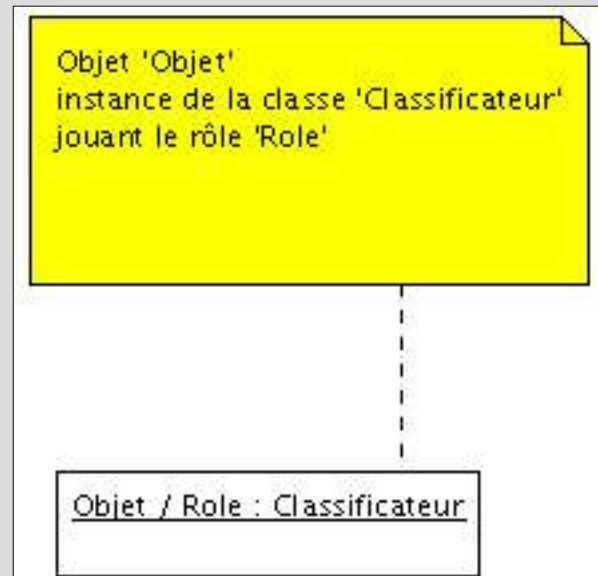 Objet 'Objet'
instance de la classe 'Classificateur'
jouant le rôle 'Role'
Objet / Role : Classificateur